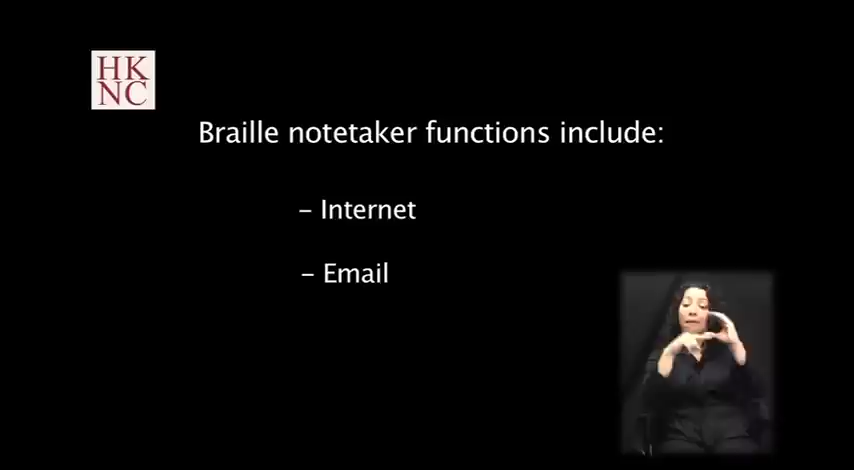 HK
NC
Braille notetaker functions include:
– Internet
– Email